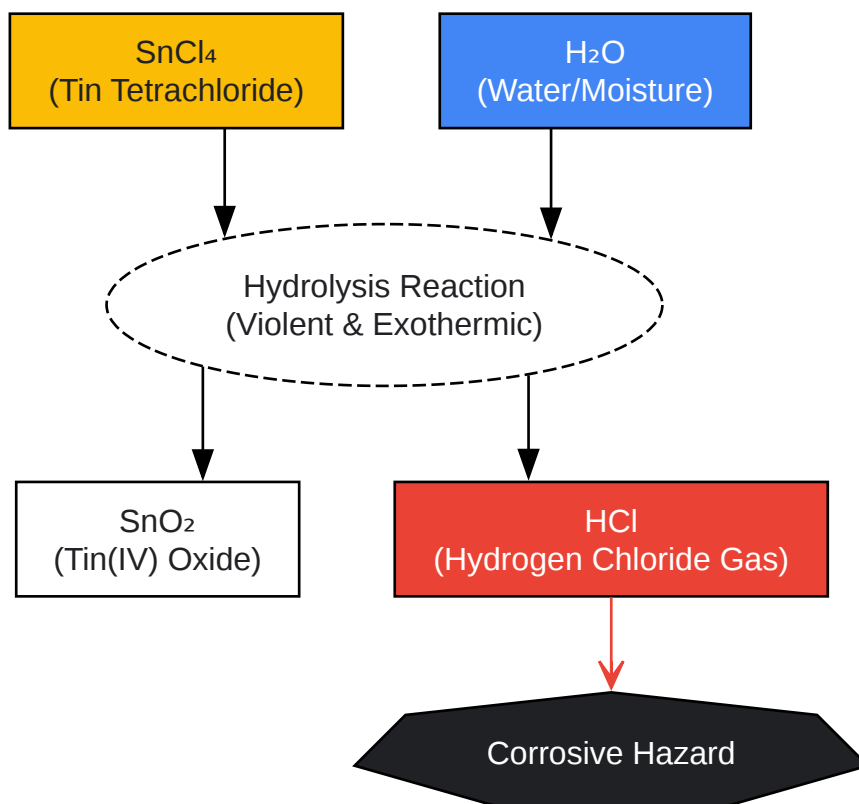 SnCl₄
(Tin Tetrachloride)
H₂O
(Water/Moisture)
Hydrolysis Reaction
(Violent & Exothermic)
SnO₂
(Tin(IV) Oxide)
HCl
(Hydrogen Chloride Gas)
Corrosive Hazard